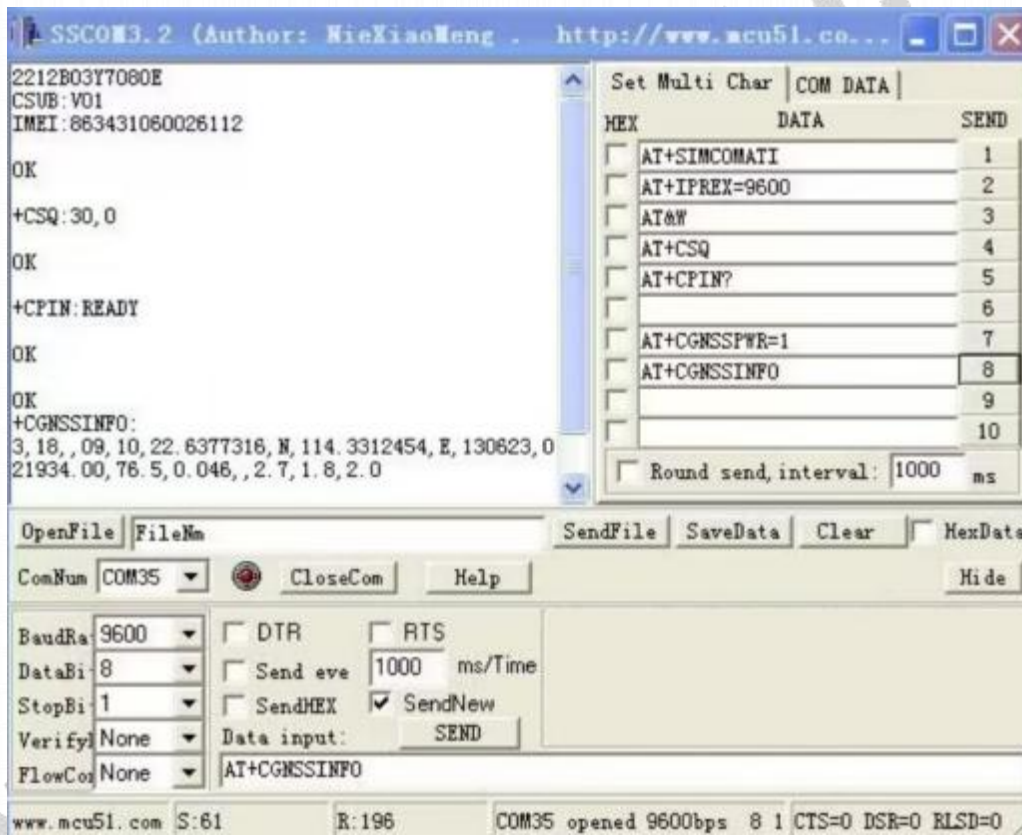 SSCOM3.2 (Author: NieXiaoMeng . http://www.mcu51.co...
2212B03Y7080E
CSUB:V01
IMEI:863431060026112
OK
+CSQ:30,0
OK
+CPIN:READY
OK
OK
+CGNSSINFO:
3,18,,09,10,22.6377316,N,114.3312454,E,130623,0
21934.00,76.5,0.046,,2.7,1.8,2.0
Set Multi Char COM DATA
HEX DATA SEND
AT+SIMCOMATI 1
AT+IPREX=9600 2
AT&W 3
AT+CSQ 4
AT+CPIN? 5
6
AT+CGNSSPWR=1 7
AT+CGNSSINFO 8
9
10
Round send,interval: 1000 ms
OpenFile FileNm SendFile SaveData Clear HexData
ComNum COM35 CloseCom Help Hide
BaudRa 9600 DTR RTS
DataBi 8 Send eve 1000 ms/Time
StopBi 1 SendHEX SendNew
Verify None Data input: SEND
FlowCo None AT+CGNSSINFO
www.mcu51.com S:61 R:196 COM35 opened 9600bps 8 1 CTS=0 DSR=0 RLSD=0